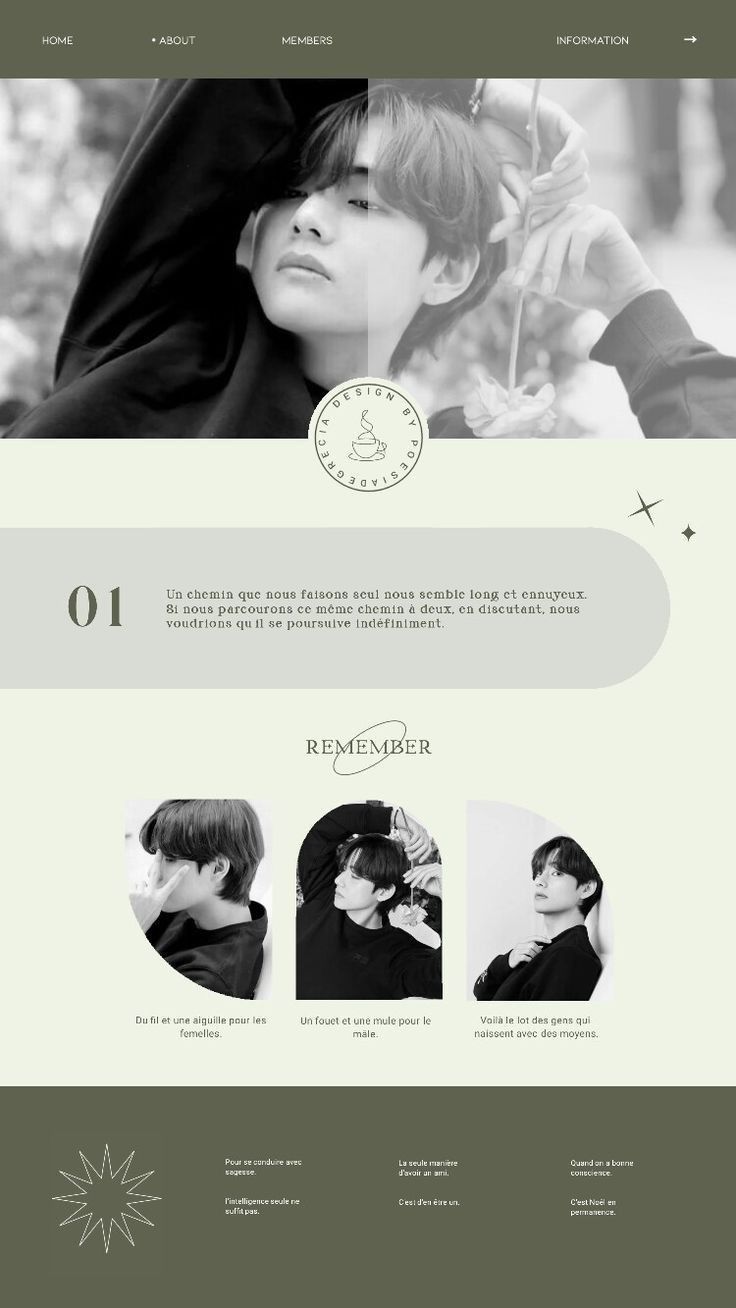 HOME
• ABOUT
MEMBERS
INFORMATION
→
DESIGN BY POESIADEGRECIA
01
Un chemin que nous faisons seul nous semble long et ennuyeux.
Si nous parcourons ce même chemin à deux, en discutant, nous
voudrions qu'il se poursuive indéfiniment.
REMEMBER
Du fil et une aiguille pour les
femelles.
Un fouet et une mule pour le
mâle.
Voilà le lot des gens qui
naissent avec des moyens.
Pour se conduire avec
sagesse.
l'intelligence seule ne
suffit pas.
La seule manière
d'avoir un ami.
C'est d'en être un.
Quand on a bonne
conscience.
C'est Noël en
permanence.